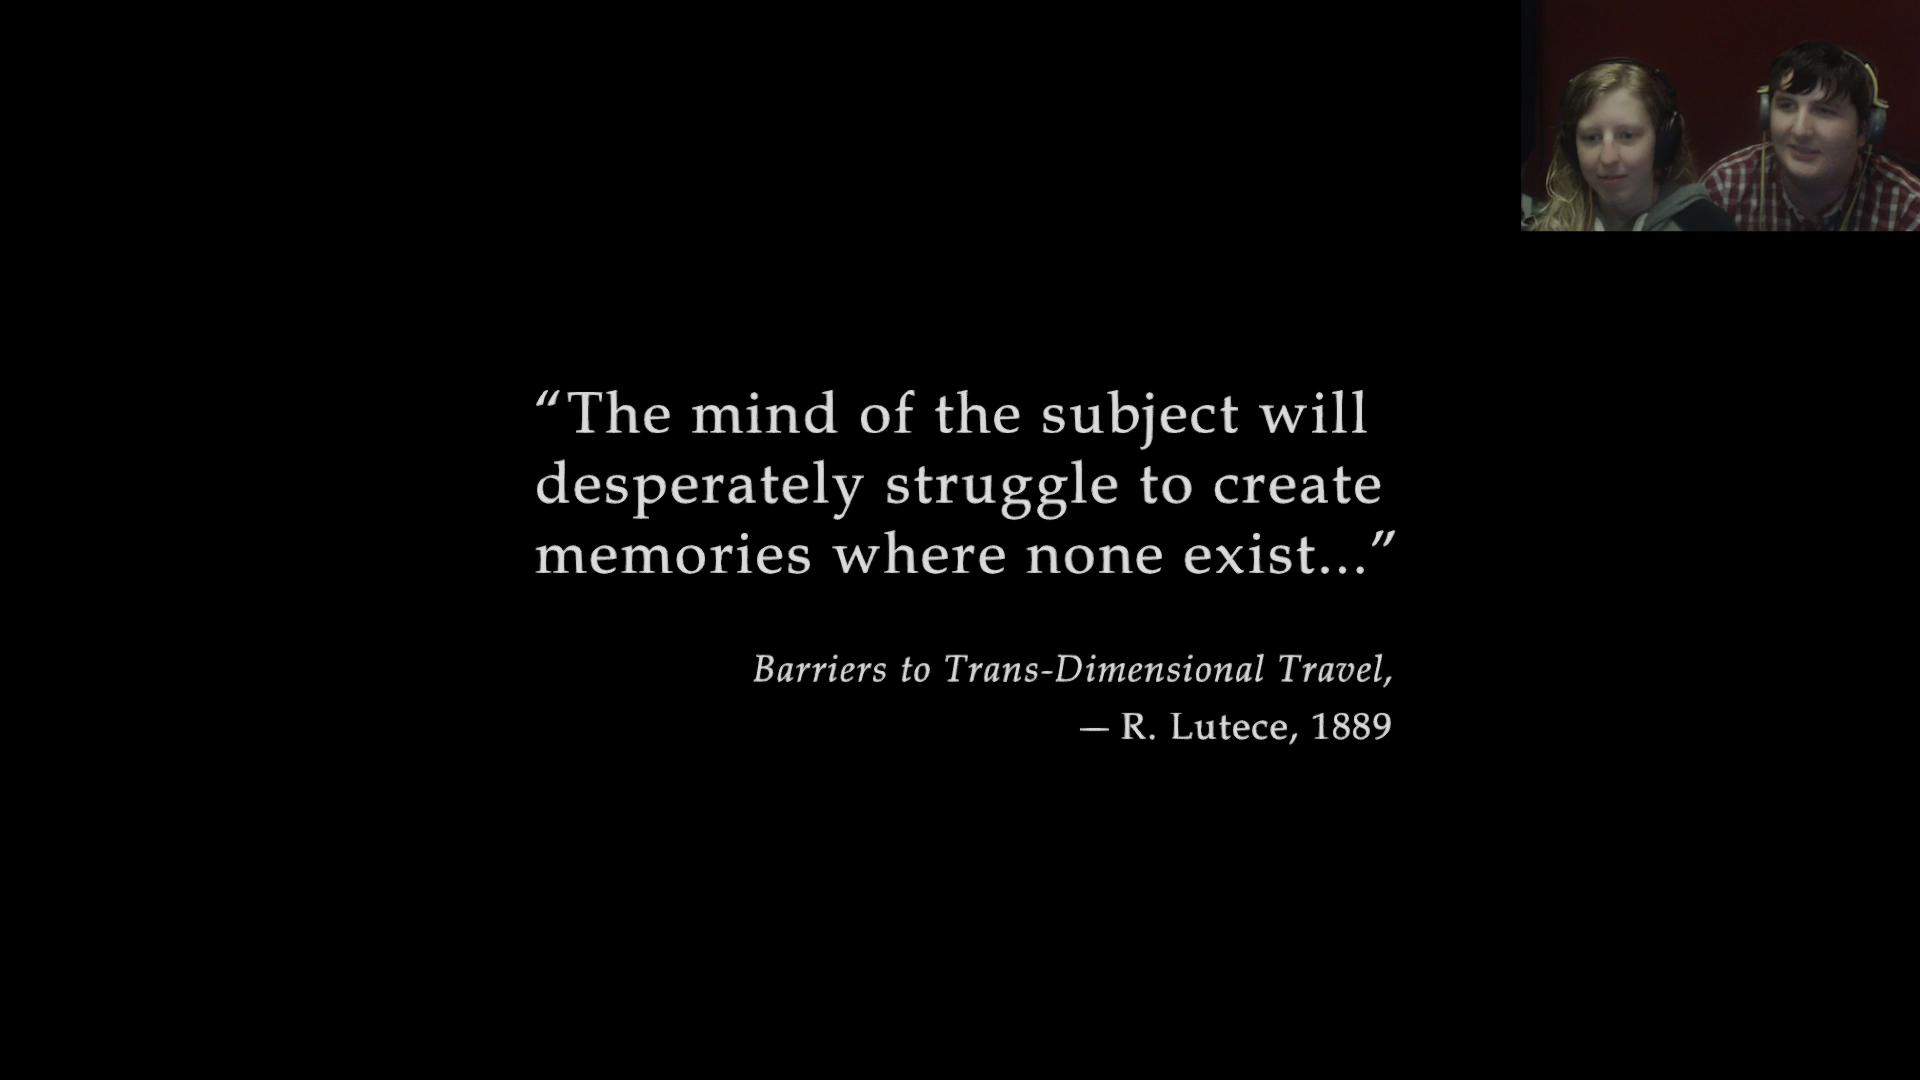 “The mind of the subject will
desperately struggle to create
memories where none exist...”
Barriers to Trans-Dimensional Travel,
— R. Lutece, 1889